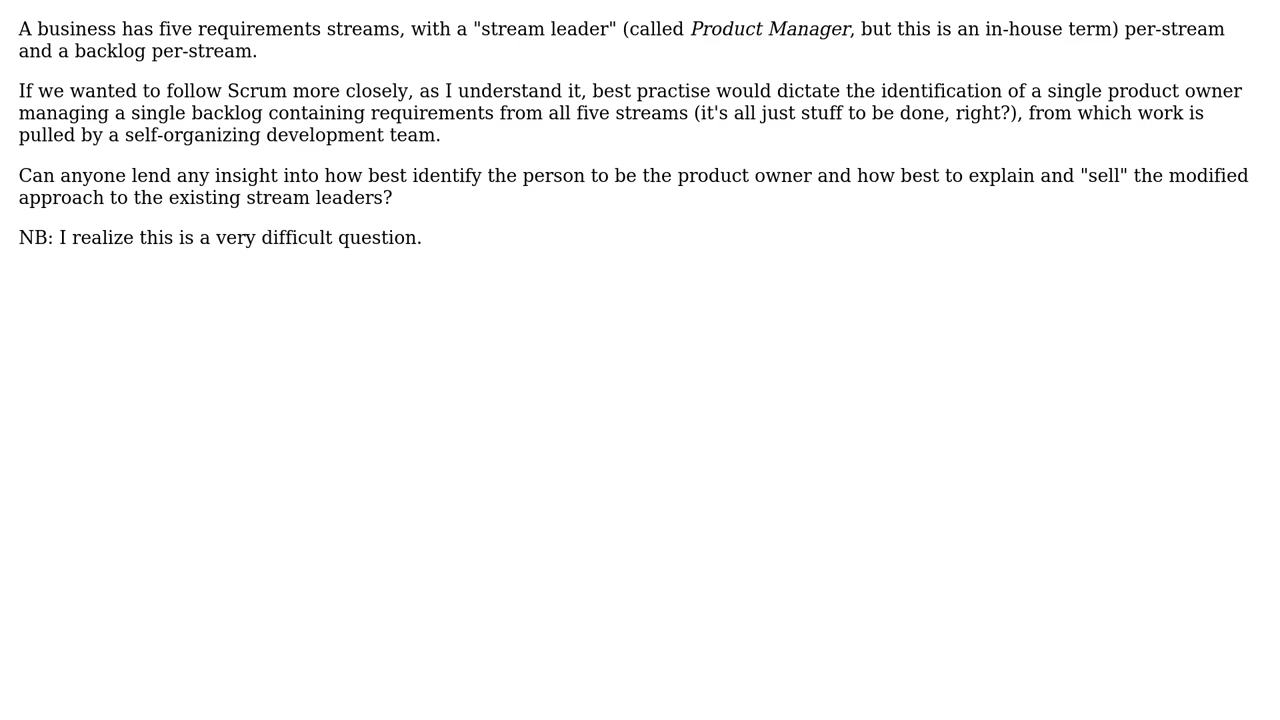 A business has five requirements streams, with a "stream leader" (called Product Manager, but this is an in-house term) per-stream
and a backlog per-stream.
If we wanted to follow Scrum more closely, as I understand it, best practise would dictate the identification of a single product owner
managing a single backlog containing requirements from all five streams (it's all just stuff to be done, right?), from which work is
pulled by a self-organizing development team.
Can anyone lend any insight into how best identify the person to be the product owner and how best to explain and "sell" the modified
approach to the existing stream leaders?
NB: I realize this is a very difficult question.